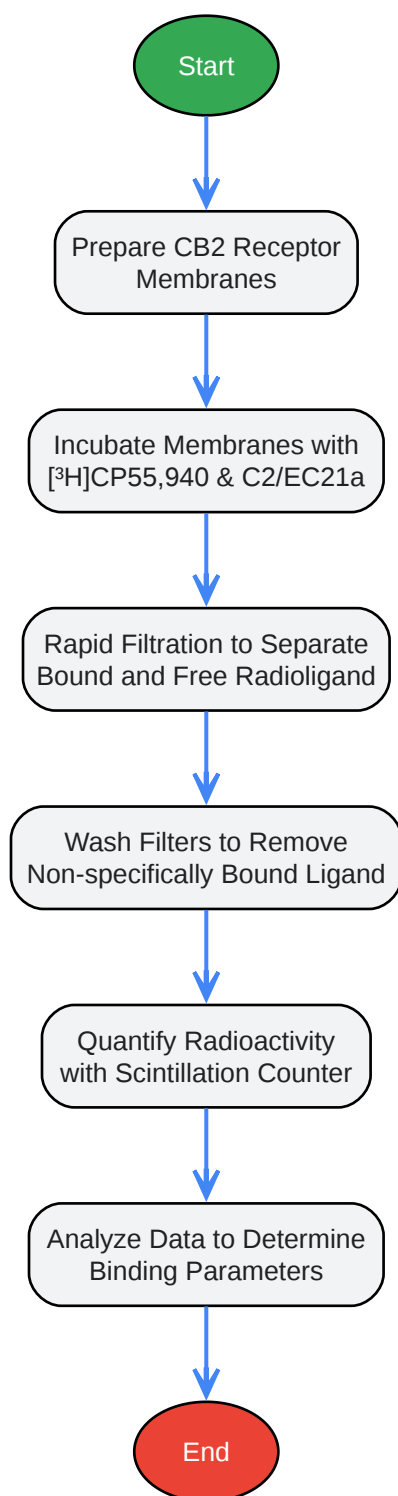 Start
Prepare CB2 Receptor
Membranes
Incubate Membranes with
[³H]CP55,940 & C2/EC21a
Rapid Filtration to Separate
Bound and Free Radioligand
Wash Filters to Remove
Non-specifically Bound Ligand
Quantify Radioactivity
with Scintillation Counter
Analyze Data to Determine
Binding Parameters
End